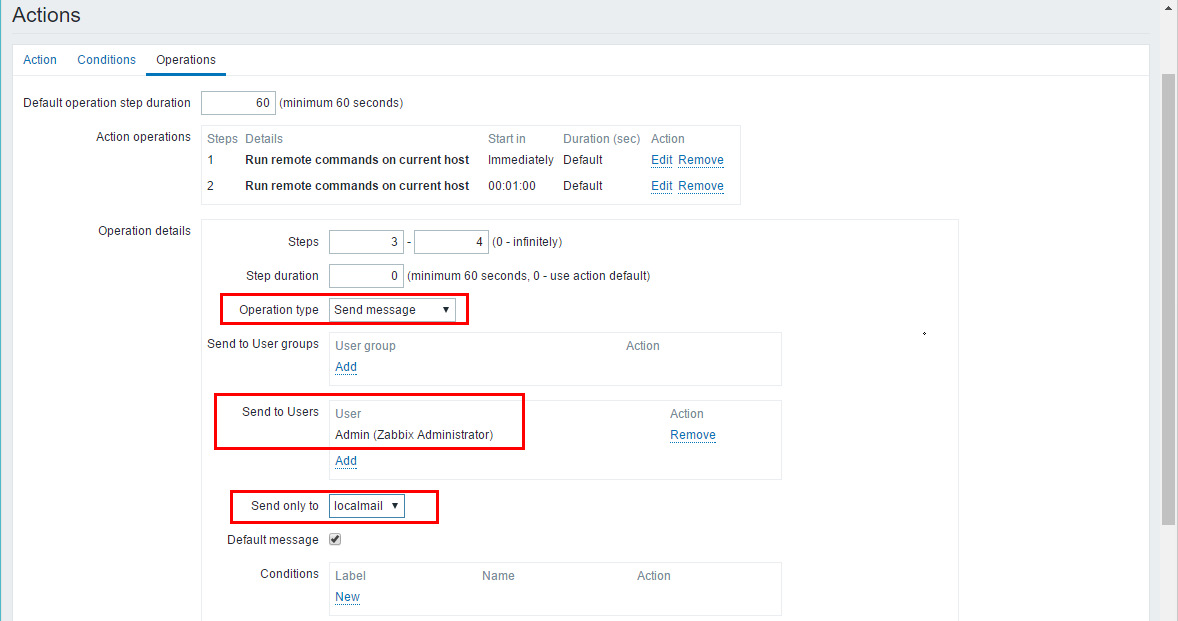 Actions
Action Conditions Operations
Default operation step duration 60 (minimum 60 seconds)
Action operations Steps Details Start in Duration (sec) Action
1 Run remote commands on current host Immediately Default Edit Remove
2 Run remote commands on current host 00:01:00 Default Edit Remove
Operation details
Steps 3 - 4 (0 - infinitely)
Step duration 0 (minimum 60 seconds, 0 - use action default)
Operation type Send message
Send to User groups User group Action
Add
Send to Users User Action
Admin (Zabbix Administrator) Remove
Add
Send only to localmail
Default message
Conditions Label Name Action
New